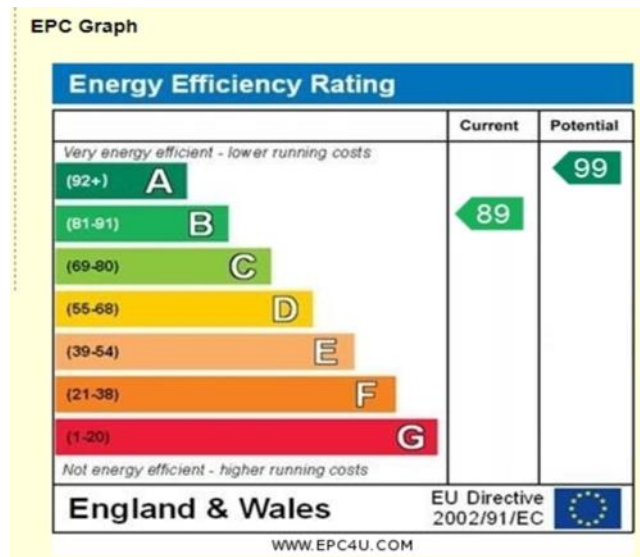 EPC Graph
Energy Efficiency Rating
Current Potential
Very energy efficient - lower running costs
(92+) A
99
(81-91) B
89
(69-80) C
(55-68) D
(39-54) E
(21-38) F
(1-20) G
Not energy efficient - higher running costs
England & Wales
EU Directive
2002/91/EC
WWW.EPC4U.COM